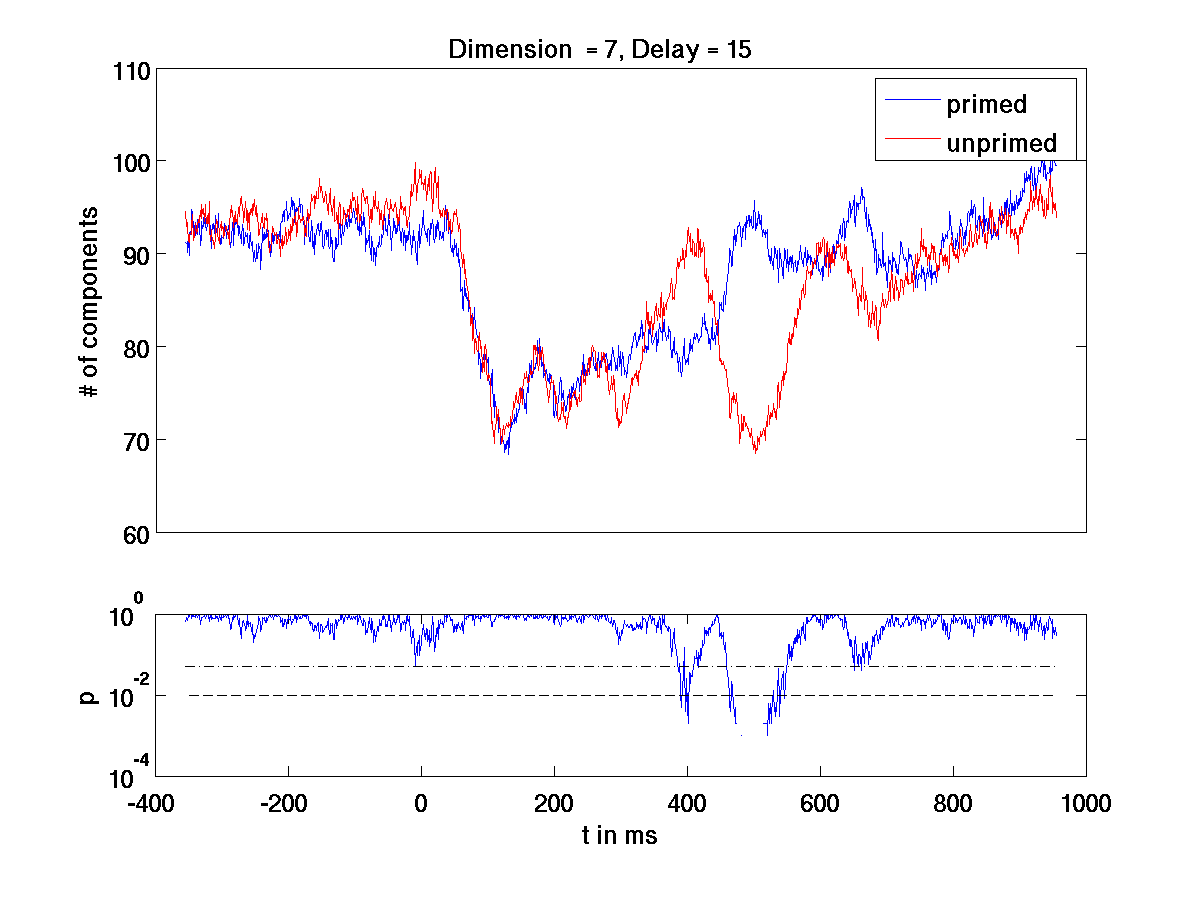 Dimension = 7, Delay = 15
110
100
90
80
70
60
# of components
primed
unprimed
10^0
10^-2
10^-4
p
-400 -200 0 200 400 600 800 1000
t in ms